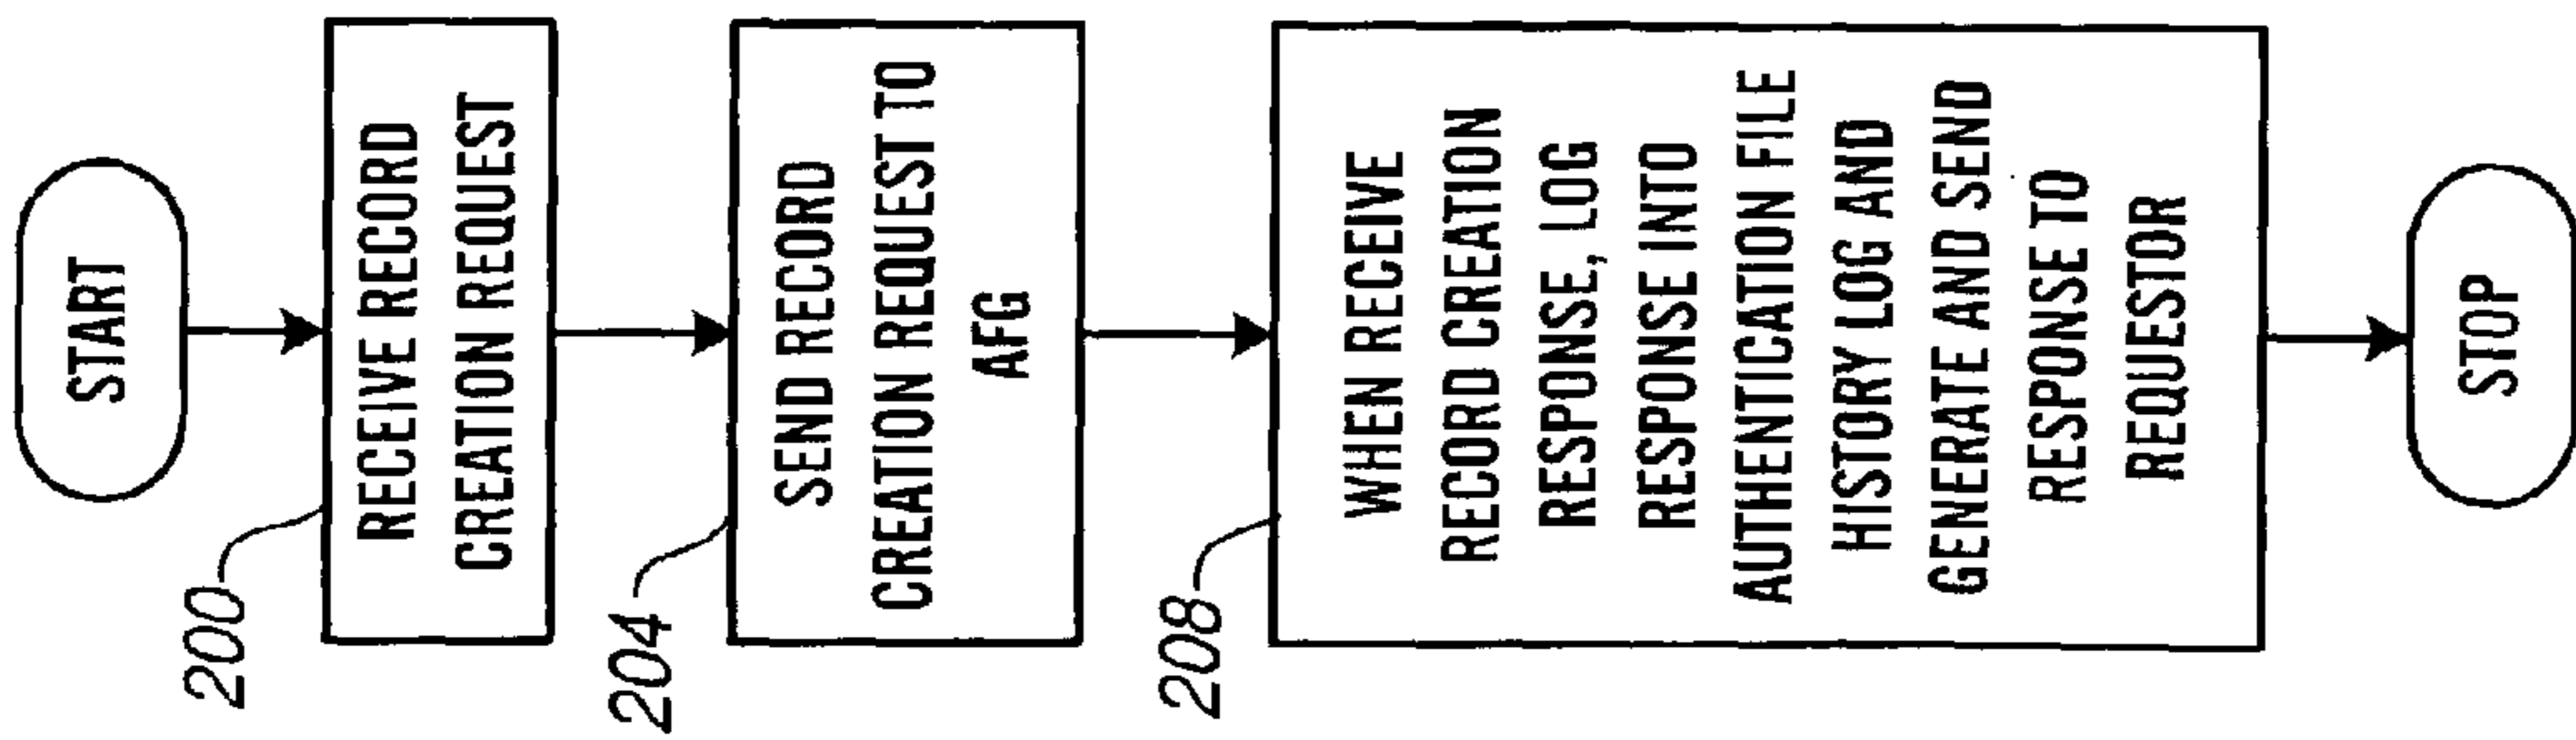 START
200
RECEIVE RECORD
CREATION REQUEST
204
SEND RECORD
CREATION REQUEST TO
AFG
208
WHEN RECEIVE
RECORD CREATION
RESPONSE, LOG
RESPONSE INTO
AUTHENTICATION FILE
HISTORY LOG AND
GENERATE AND SEND
RESPONSE TO
REQUESTOR
STOP